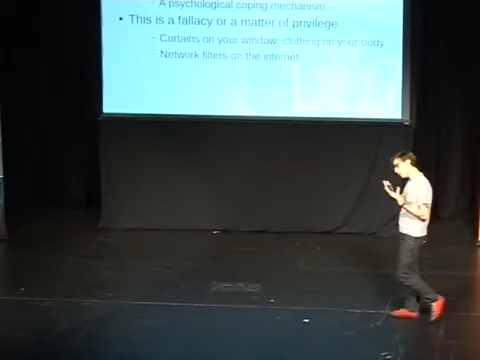 – A psychological coping mechanism
• This is a fallacy or a matter of privilege
– Curtains on your window; clothing on your body
– Network filters on the internet